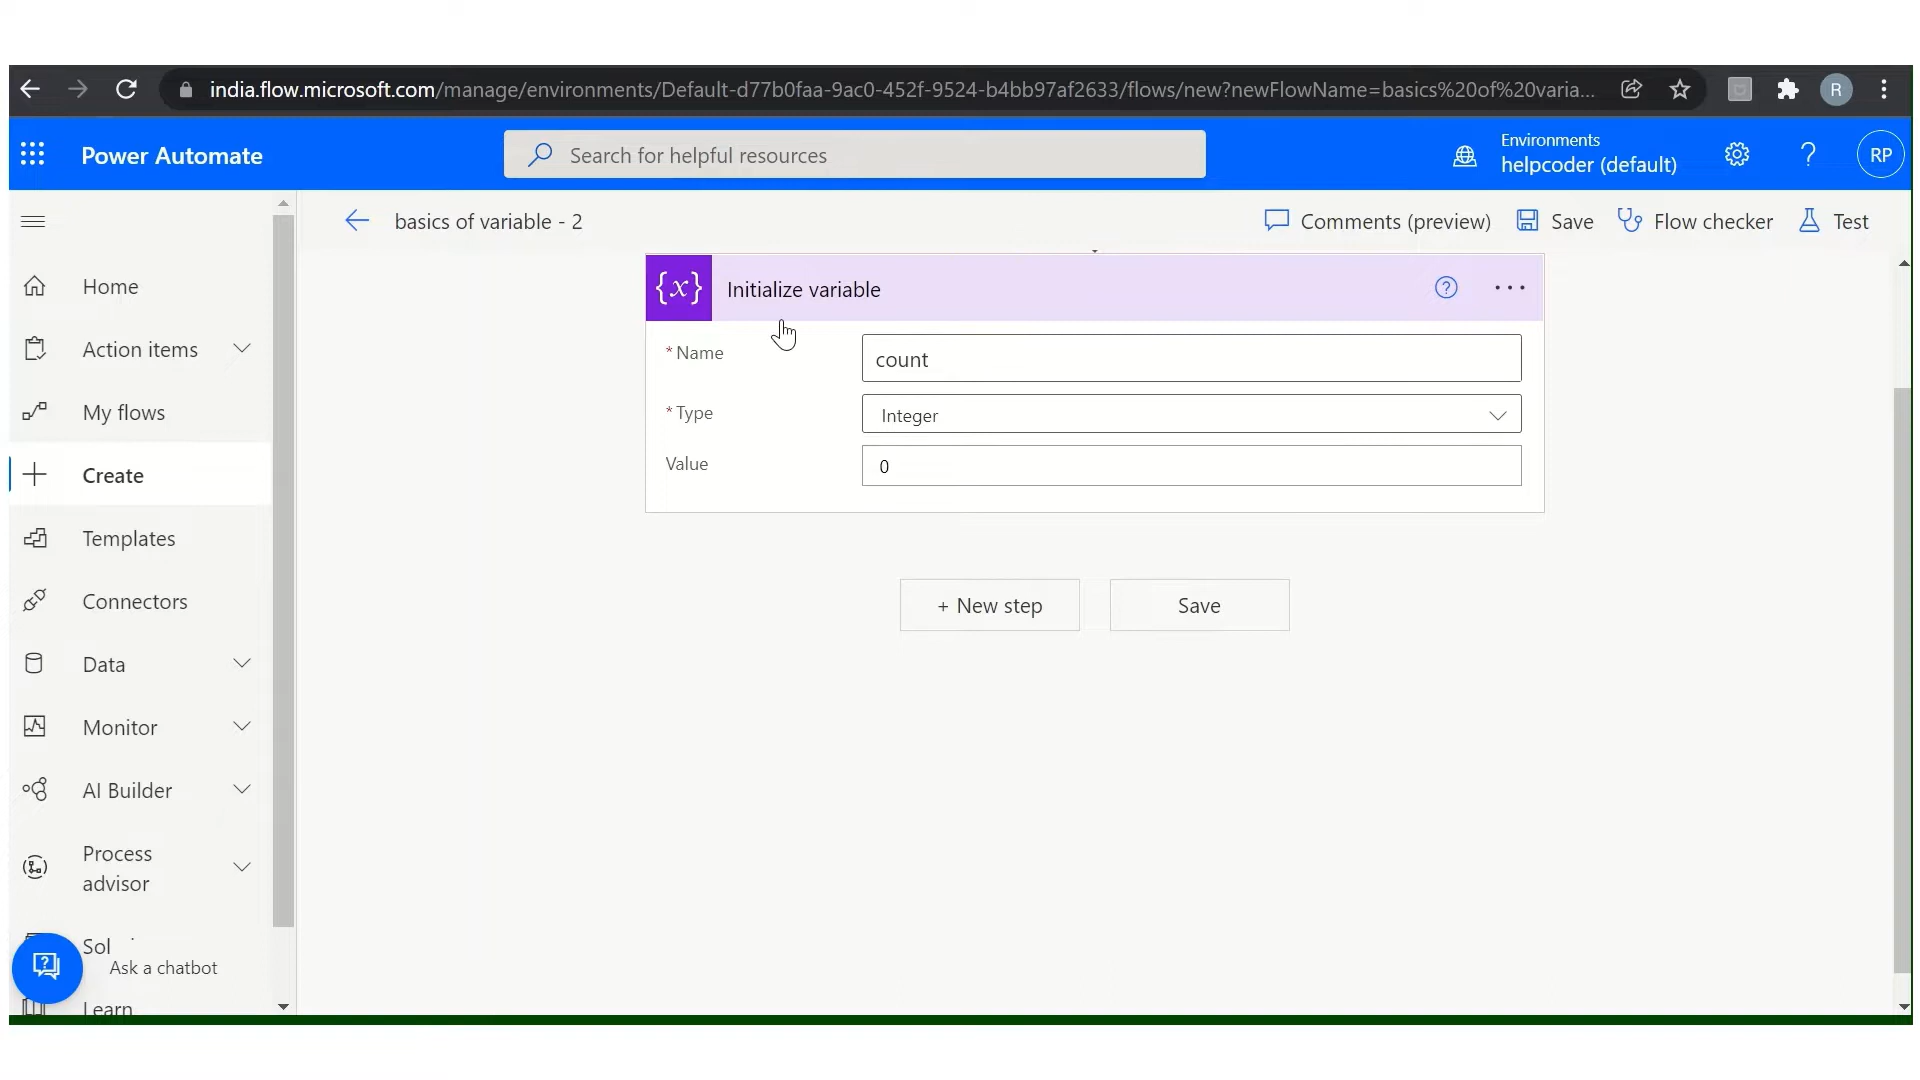 india.flow.microsoft.com/manage/environments/Default-d77b0faa-9ac0-452f-9524-b4bb97af2633/flows/new?newFlowName=basics%20of%20varia...
R
Power Automate
Search for helpful resources
Environments
helpcoder (default)
?
RP
basics of variable - 2
Comments (preview)
Save
Flow checker
Test
Home
Action items
My flows
Create
Templates
Connectors
Data
Monitor
AI Builder
Process
advisor
Sol
Ask a chatbot
Learn
{x}
Initialize variable
?
...
* Name
count
* Type
Integer
Value
0
+ New step
Save